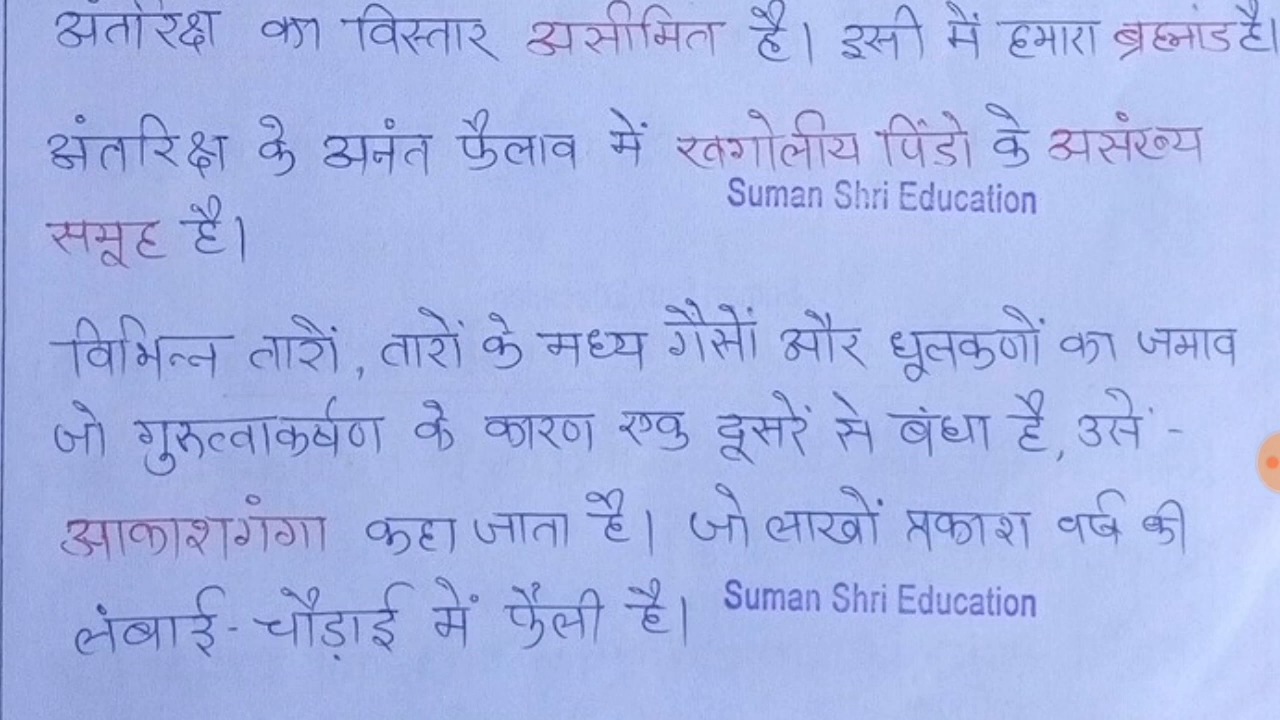 अंतरिक्ष का विस्तार असीमित है। इसी में हमारा ब्रह्मांड है।
अंतरिक्ष के अनंत फैलाव में खगोलीय पिंडो के असंख्य
Suman Shri Education
समूह है।
विभिन्न तारों, तारों के मध्य गैसों और धूलकणों का जमाव
जो गुरुत्वाकर्षण के कारण एक दूसरें से बंधा है, उसें -
आकाशगंगा कहा जाता है। जो लाखों प्रकाश वर्ष की
लंबाई - चौड़ाई में फैली है। Suman Shri Education